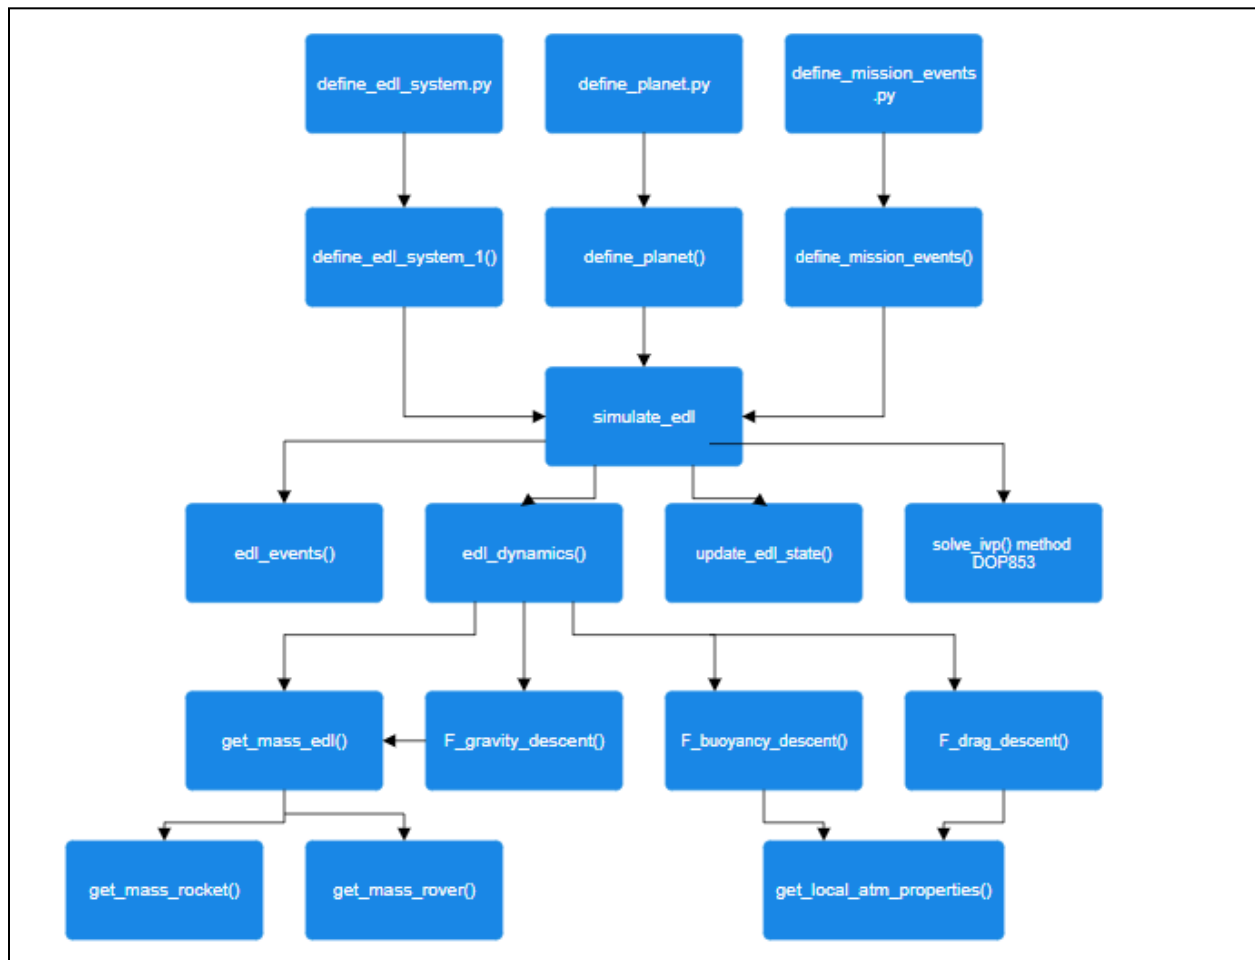 define_edl_system.py
define_planet.py
define_mission_events
.py
define_edl_system_1()
define_planet()
define_mission_events()
simulate_edl
edl_events()
edl_dynamics()
update_edl_state()
solve_ivp() method
DOP853
get_mass_edl()
F_gravity_descent()
F_buoyancy_descent()
F_drag_descent()
get_mass_rocket()
get_mass_rover()
get_local_atm_properties()